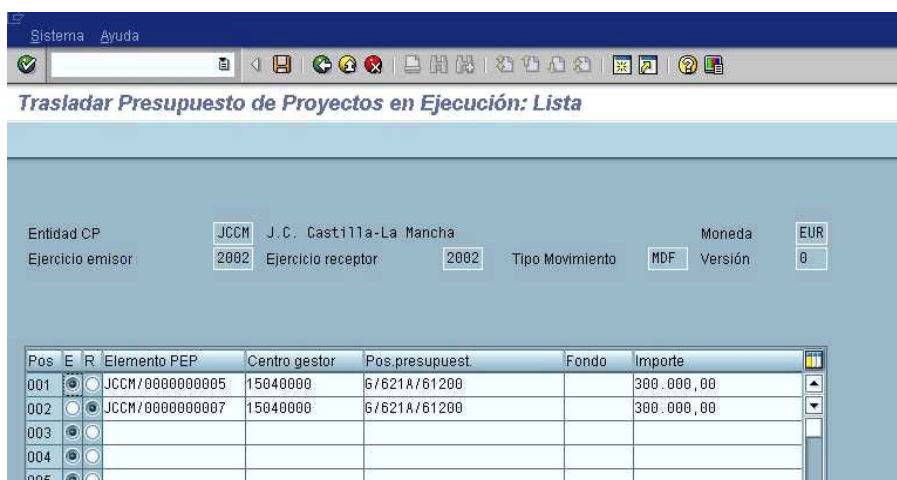 Sistema Ayuda
Trasladar Presupuesto de Proyectos en Ejecución: Lista
Entidad CP JCCM J.C. Castilla-La Mancha Moneda EUR
Ejercicio emisor 2002 Ejercicio receptor 2002 Tipo Movimiento MDF Versión 0
Pos E R Elemento PEP Centro gestor Pos.presupuest. Fondo Importe
001 JCCM/0000000005 15040000 G/621A/61200 300.000,00
002 JCCM/0000000007 15040000 G/621A/61200 300.000,00
003
004
005